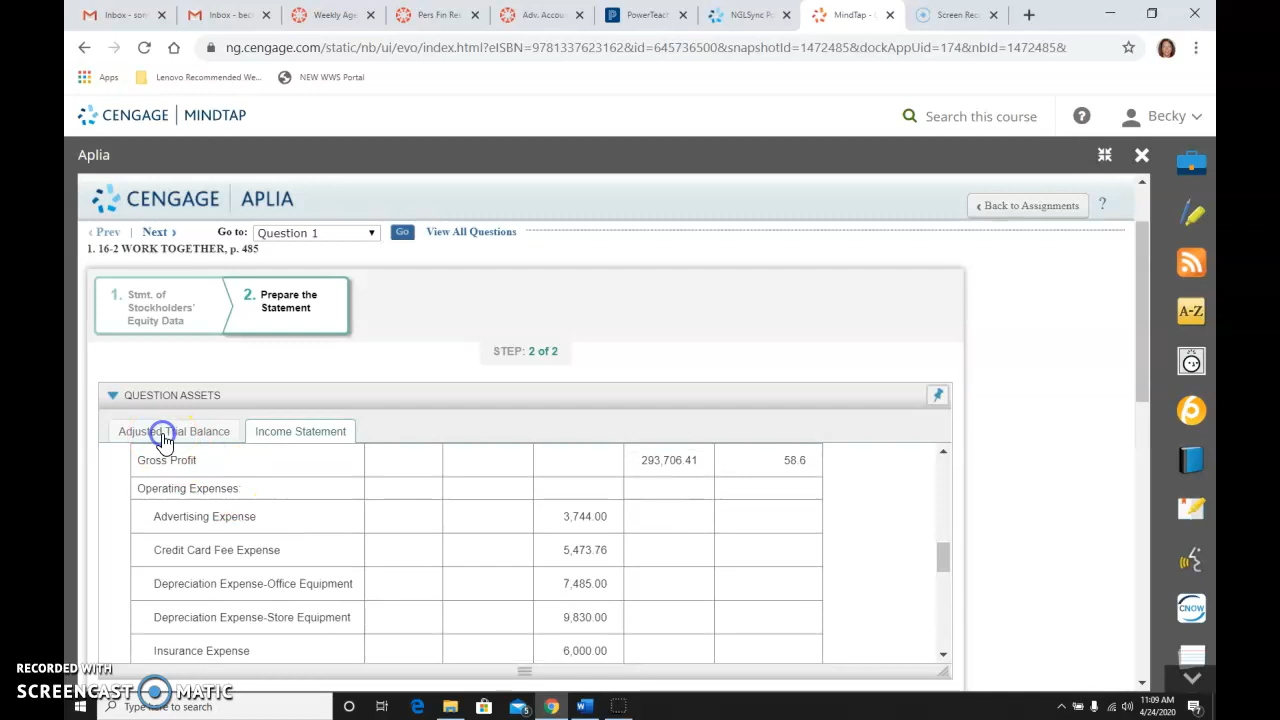 Inbox - som
Inbox - bec
Weekly Age
Pers Fin Res
Adv. Accou
PowerTeach
NGLSync Po
MindTap - U
Screen Rec
ng.cengage.com/static/nb/ui/evo/index.html?eISBN=9781337623162&id=645736500&snapshotId=1472485&dockAppUid=174&nbId=1472485&
Apps
Lenovo Recommended We...
NEW WWS Portal
CENGAGE | MINDTAP
Search this course
Becky
Aplia
CENGAGE | APLIA
‹ Back to Assignments
?
‹ Prev | Next ›
Go to: Question 1
Go
View All Questions
1. 16-2 WORK TOGETHER, p. 485
1. Stmt. of Stockholders' Equity Data
2. Prepare the Statement
STEP: 2 of 2
QUESTION ASSETS
Adjusted Trial Balance
Income Statement
Gross Profit 293,706.41 58.6
Operating Expenses:
Advertising Expense 3,744.00
Credit Card Fee Expense 5,473.76
Depreciation Expense-Office Equipment 7,485.00
Depreciation Expense-Store Equipment 9,830.00
Insurance Expense 6,000.00
A-Z
CNOW
RECORDED WITH
SCREENCAST MATIC
Type here to search
11:09 AM
4/24/2020